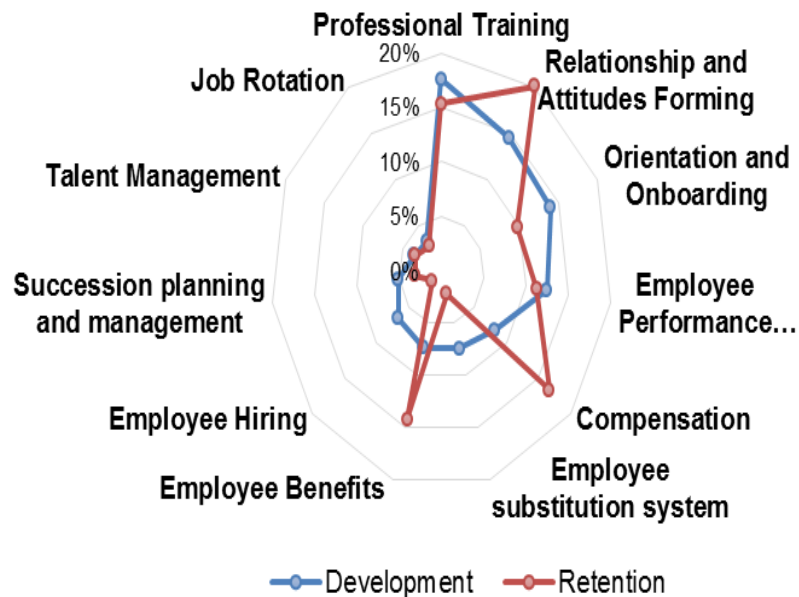 Professional Training
20%
Relationship and
Attitudes Forming
Job Rotation
15%
Orientation and
Onboarding
10%
Talent Management
5%
0%
Succession planning
and management
Employee
Performance...
Employee Hiring
Compensation
Employee Benefits
Employee
substitution system
Development
Retention